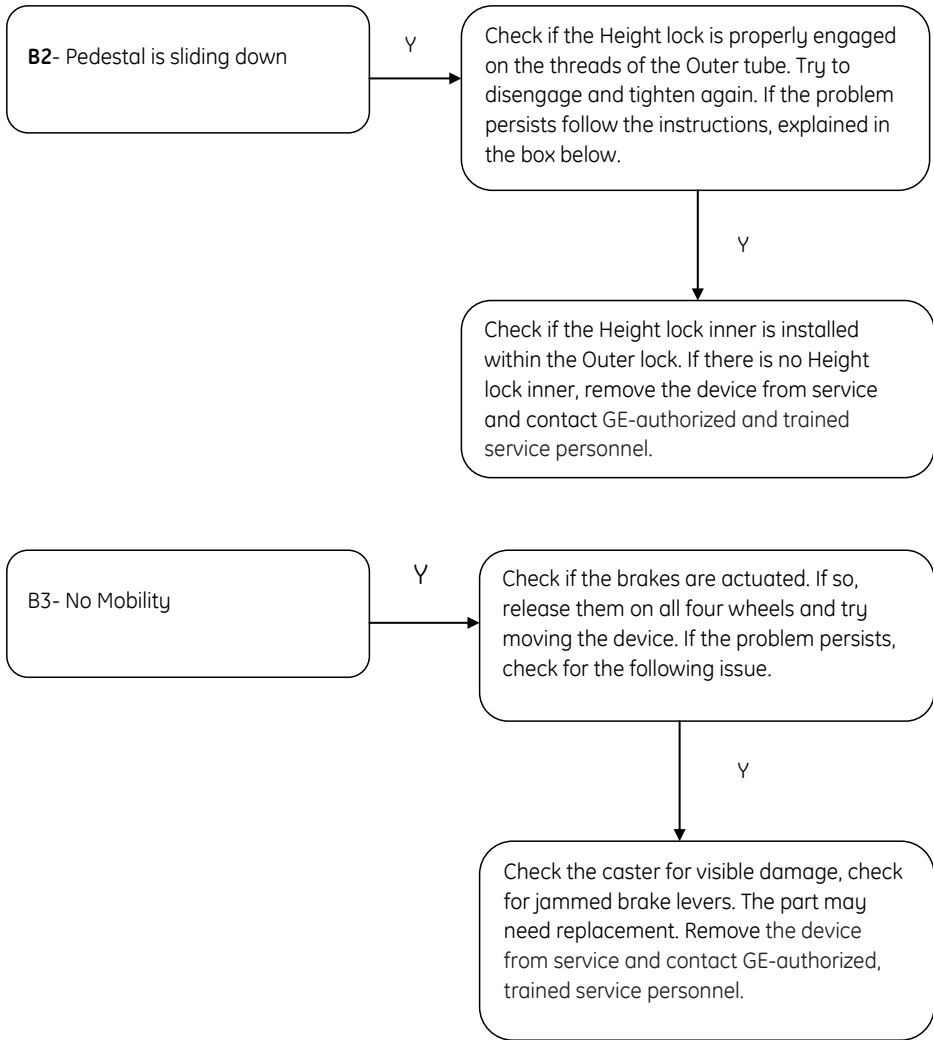 B2- Pedestal is sliding down
Y
Check if the Height lock is properly engaged
on the threads of the Outer tube. Try to
disengage and tighten again. If the problem
persists follow the instructions, explained in
the box below.
Y
Check if the Height lock inner is installed
within the Outer lock. If there is no Height
lock inner, remove the device from service
and contact GE-authorized and trained
service personnel.
B3- No Mobility
Y
Check if the brakes are actuated. If so,
release them on all four wheels and try
moving the device. If the problem persists,
check for the following issue.
Y
Check the caster for visible damage, check
for jammed brake levers. The part may
need replacement. Remove the device
from service and contact GE-authorized,
trained service personnel.